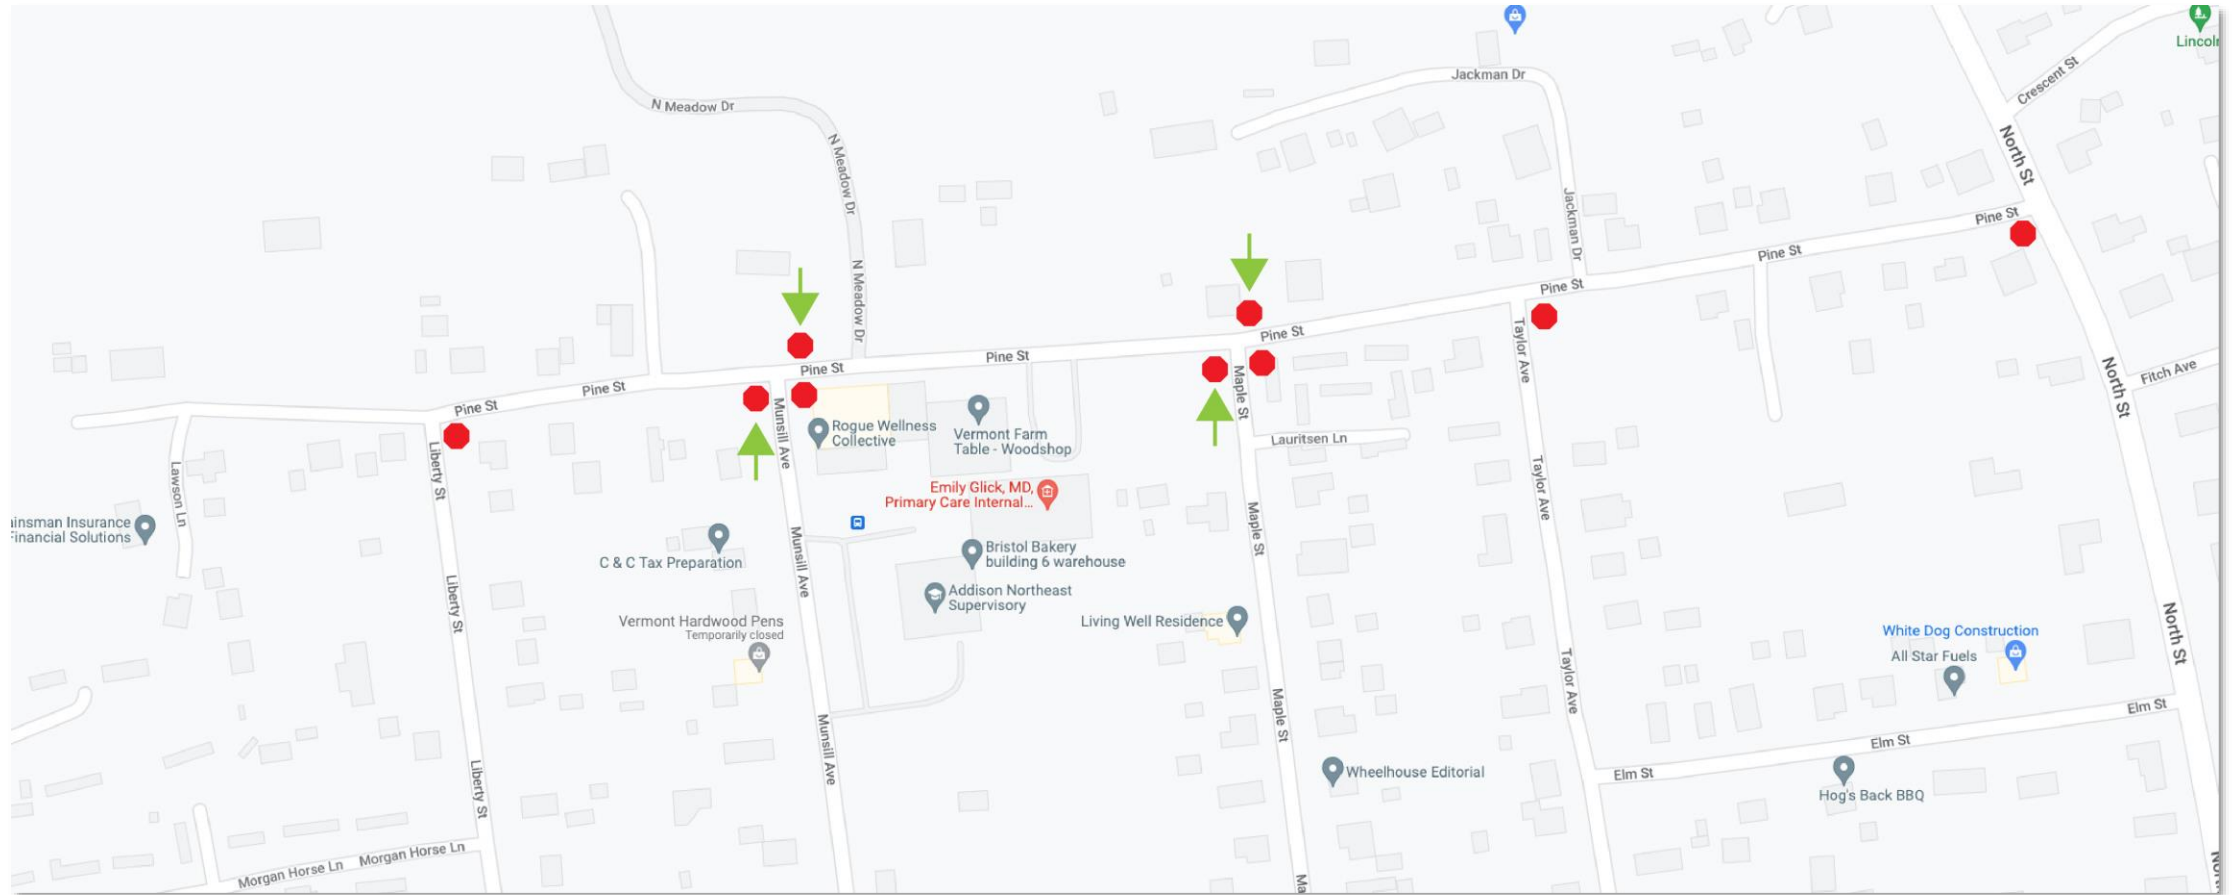 Lincoln
Crescent St
Jackman Dr
N Meadow Dr
North St
N Meadow Dr
Jackman Dr
Pine St
Pine St
N Meadow Dr
Pine St
Pine St
Taylor Ave
Pine St
Pine St
North St
Fitch Ave
Pine St
Pine St
Maple St
Munsill Ave
Rogue Wellness
Collective
Vermont Farm
Table - Woodshop
Lauritsen Ln
Liberty St
Lawson Ln
Taylor Ave
Emily Glick, MD,
Primary Care Internal...
ainsman Insurance
Financial Solutions
Maple St
Bristol Bakery
building 6 warehouse
C & C Tax Preparation
Munsill Ave
Addison Northeast
Supervisory
Liberty St
Vermont Hardwood Pens
Temporarily closed
Living Well Residence
White Dog Construction
All Star Fuels
North St
Taylor Ave
Elm St
Maple St
Munsill Ave
Elm St
Wheelhouse Editorial
Elm St
Liberty St
Hog's Back BBQ
Morgan Horse Ln
Morgan Horse Ln
Ma